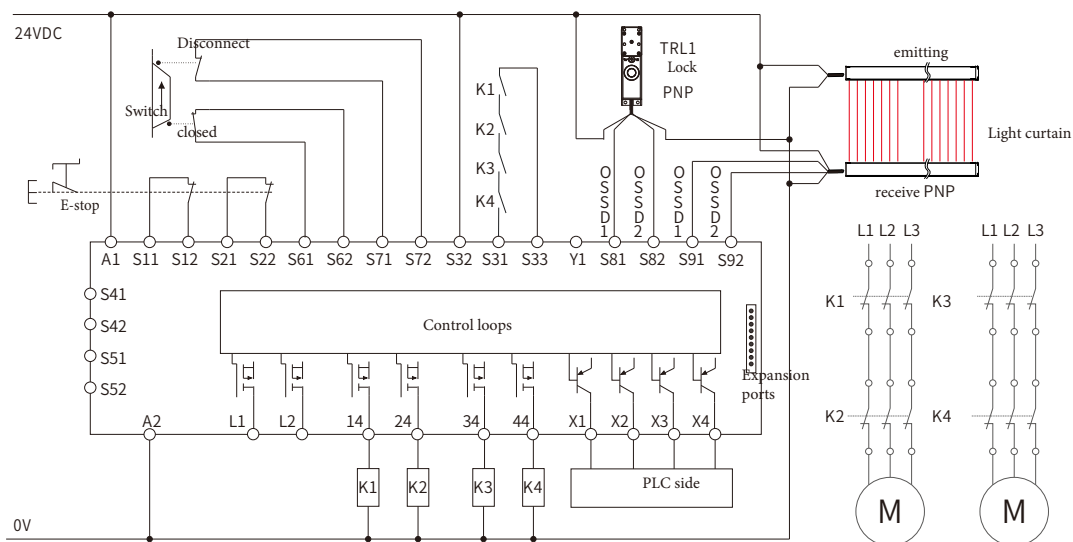 24VDC
Disconnect
Switch
closed
E-stop
K1
K2
K3
K4
TRL1
Lock
PNP
emitting
Light curtain
receive PNP
OSSD1
OSSD2
OSSD1
OSSD2
A1 S11 S12 S21 S22 S61 S62 S71 S72 S32 S31 S33 Y1 S81 S82 S91 S92
S41
S42
S51
S52
Control loops
Expansion
ports
A2 L1 L2 14 24 34 44 X1 X2 X3 X4
K1 K2 K3 K4
PLC side
0V
L1 L2 L3 L1 L2 L3
K1 K3
K2 K4
M M